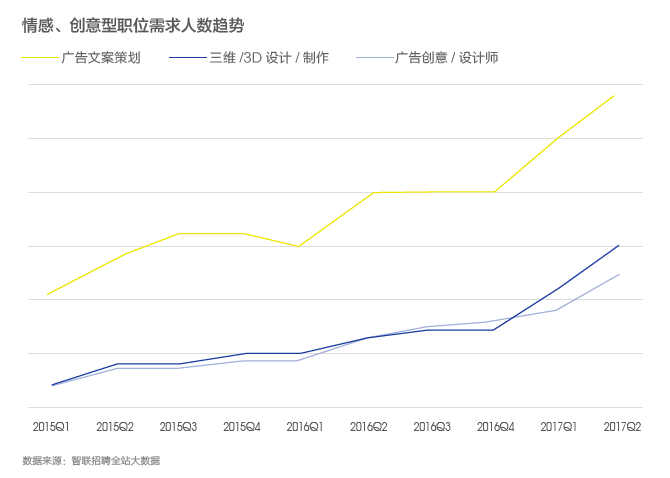 情感、创意型职位需求人数趋势
广告文案策划 三维 /3D 设计 / 制作 广告创意 / 设计师
2015Q1 2015Q2 2015Q3 2015Q4 2016Q1 2016Q2 2016Q3 2016Q4 2017Q1 2017Q2
数据来源：智联招聘全站大数据